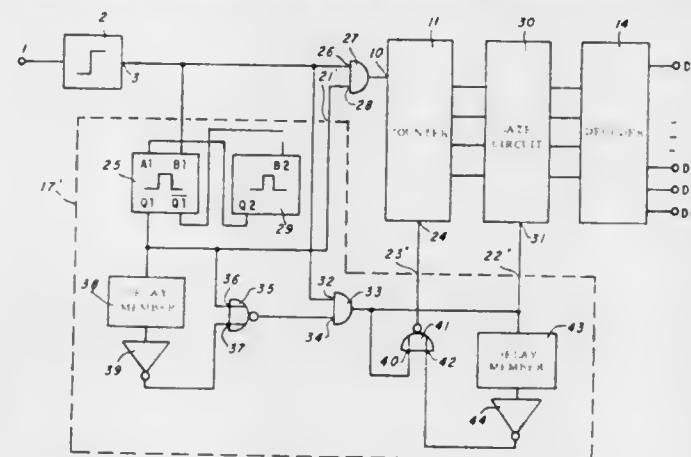 1
2
3
27
26
21'
28
10
11
30
14
D
D
D
D
17'
25
A1 B1
Q1 Q1
B2
Q2
29
COUNTER
CIRCUIT
DECODER
24
31
23"
22"
38
DELAY
MEMBER
36
35
37
32
33
34
39
40
41
42
43
DELAY
MEMBER
44